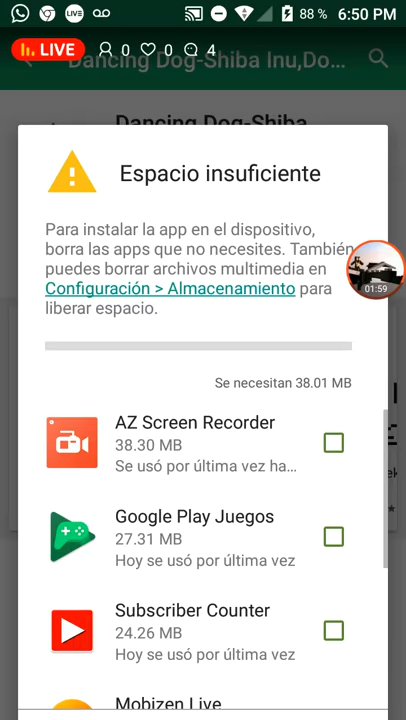 LIVE
88 %
6:50 PM
LIVE
0
0
4
Dancing Dog-Shiba Inu,Do...
Dancing Dog-Shiba
Espacio insuficiente
Para instalar la app en el dispositivo,
borra las apps que no necesites. También
puedes borrar archivos multimedia en
Configuración > Almacenamiento para
liberar espacio.
01:59
Se necesitan 38.01 MB
AZ Screen Recorder
38.30 MB
Se usó por última vez ha...
Google Play Juegos
27.31 MB
Hoy se usó por última vez
Subscriber Counter
24.26 MB
Hoy se usó por última vez
Mobizen Live